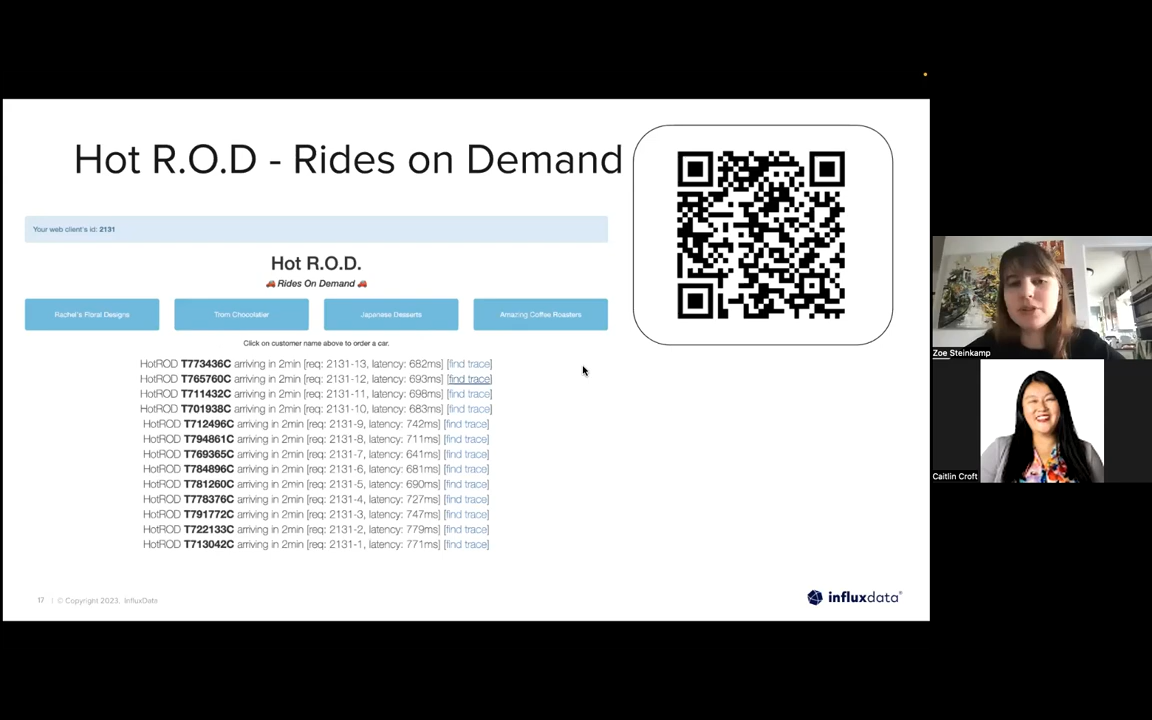 Hot R.O.D - Rides on Demand
Your web client's id: 2131
Hot R.O.D.
🚗 Rides On Demand 🚗
Rachel's Floral Designs
Trom Chocolatier
Japanese Desserts
Amazing Coffee Roasters
Click on customer name above to order a car.
HotROD T773436C arriving in 2min [req: 2131-13, latency: 682ms] [find trace]
HotROD T765760C arriving in 2min [req: 2131-12, latency: 693ms] [find trace]
HotROD T711432C arriving in 2min [req: 2131-11, latency: 698ms] [find trace]
HotROD T701938C arriving in 2min [req: 2131-10, latency: 683ms] [find trace]
HotROD T712496C arriving in 2min [req: 2131-9, latency: 742ms] [find trace]
HotROD T794861C arriving in 2min [req: 2131-8, latency: 711ms] [find trace]
HotROD T769365C arriving in 2min [req: 2131-7, latency: 641ms] [find trace]
HotROD T784896C arriving in 2min [req: 2131-6, latency: 681ms] [find trace]
HotROD T781260C arriving in 2min [req: 2131-5, latency: 690ms] [find trace]
HotROD T778376C arriving in 2min [req: 2131-4, latency: 727ms] [find trace]
HotROD T791772C arriving in 2min [req: 2131-3, latency: 747ms] [find trace]
HotROD T722133C arriving in 2min [req: 2131-2, latency: 779ms] [find trace]
HotROD T713042C arriving in 2min [req: 2131-1, latency: 771ms] [find trace]
17 | © Copyright 2023, InfluxData
influxdata®
Zoe Steinkamp
Caitlin Croft